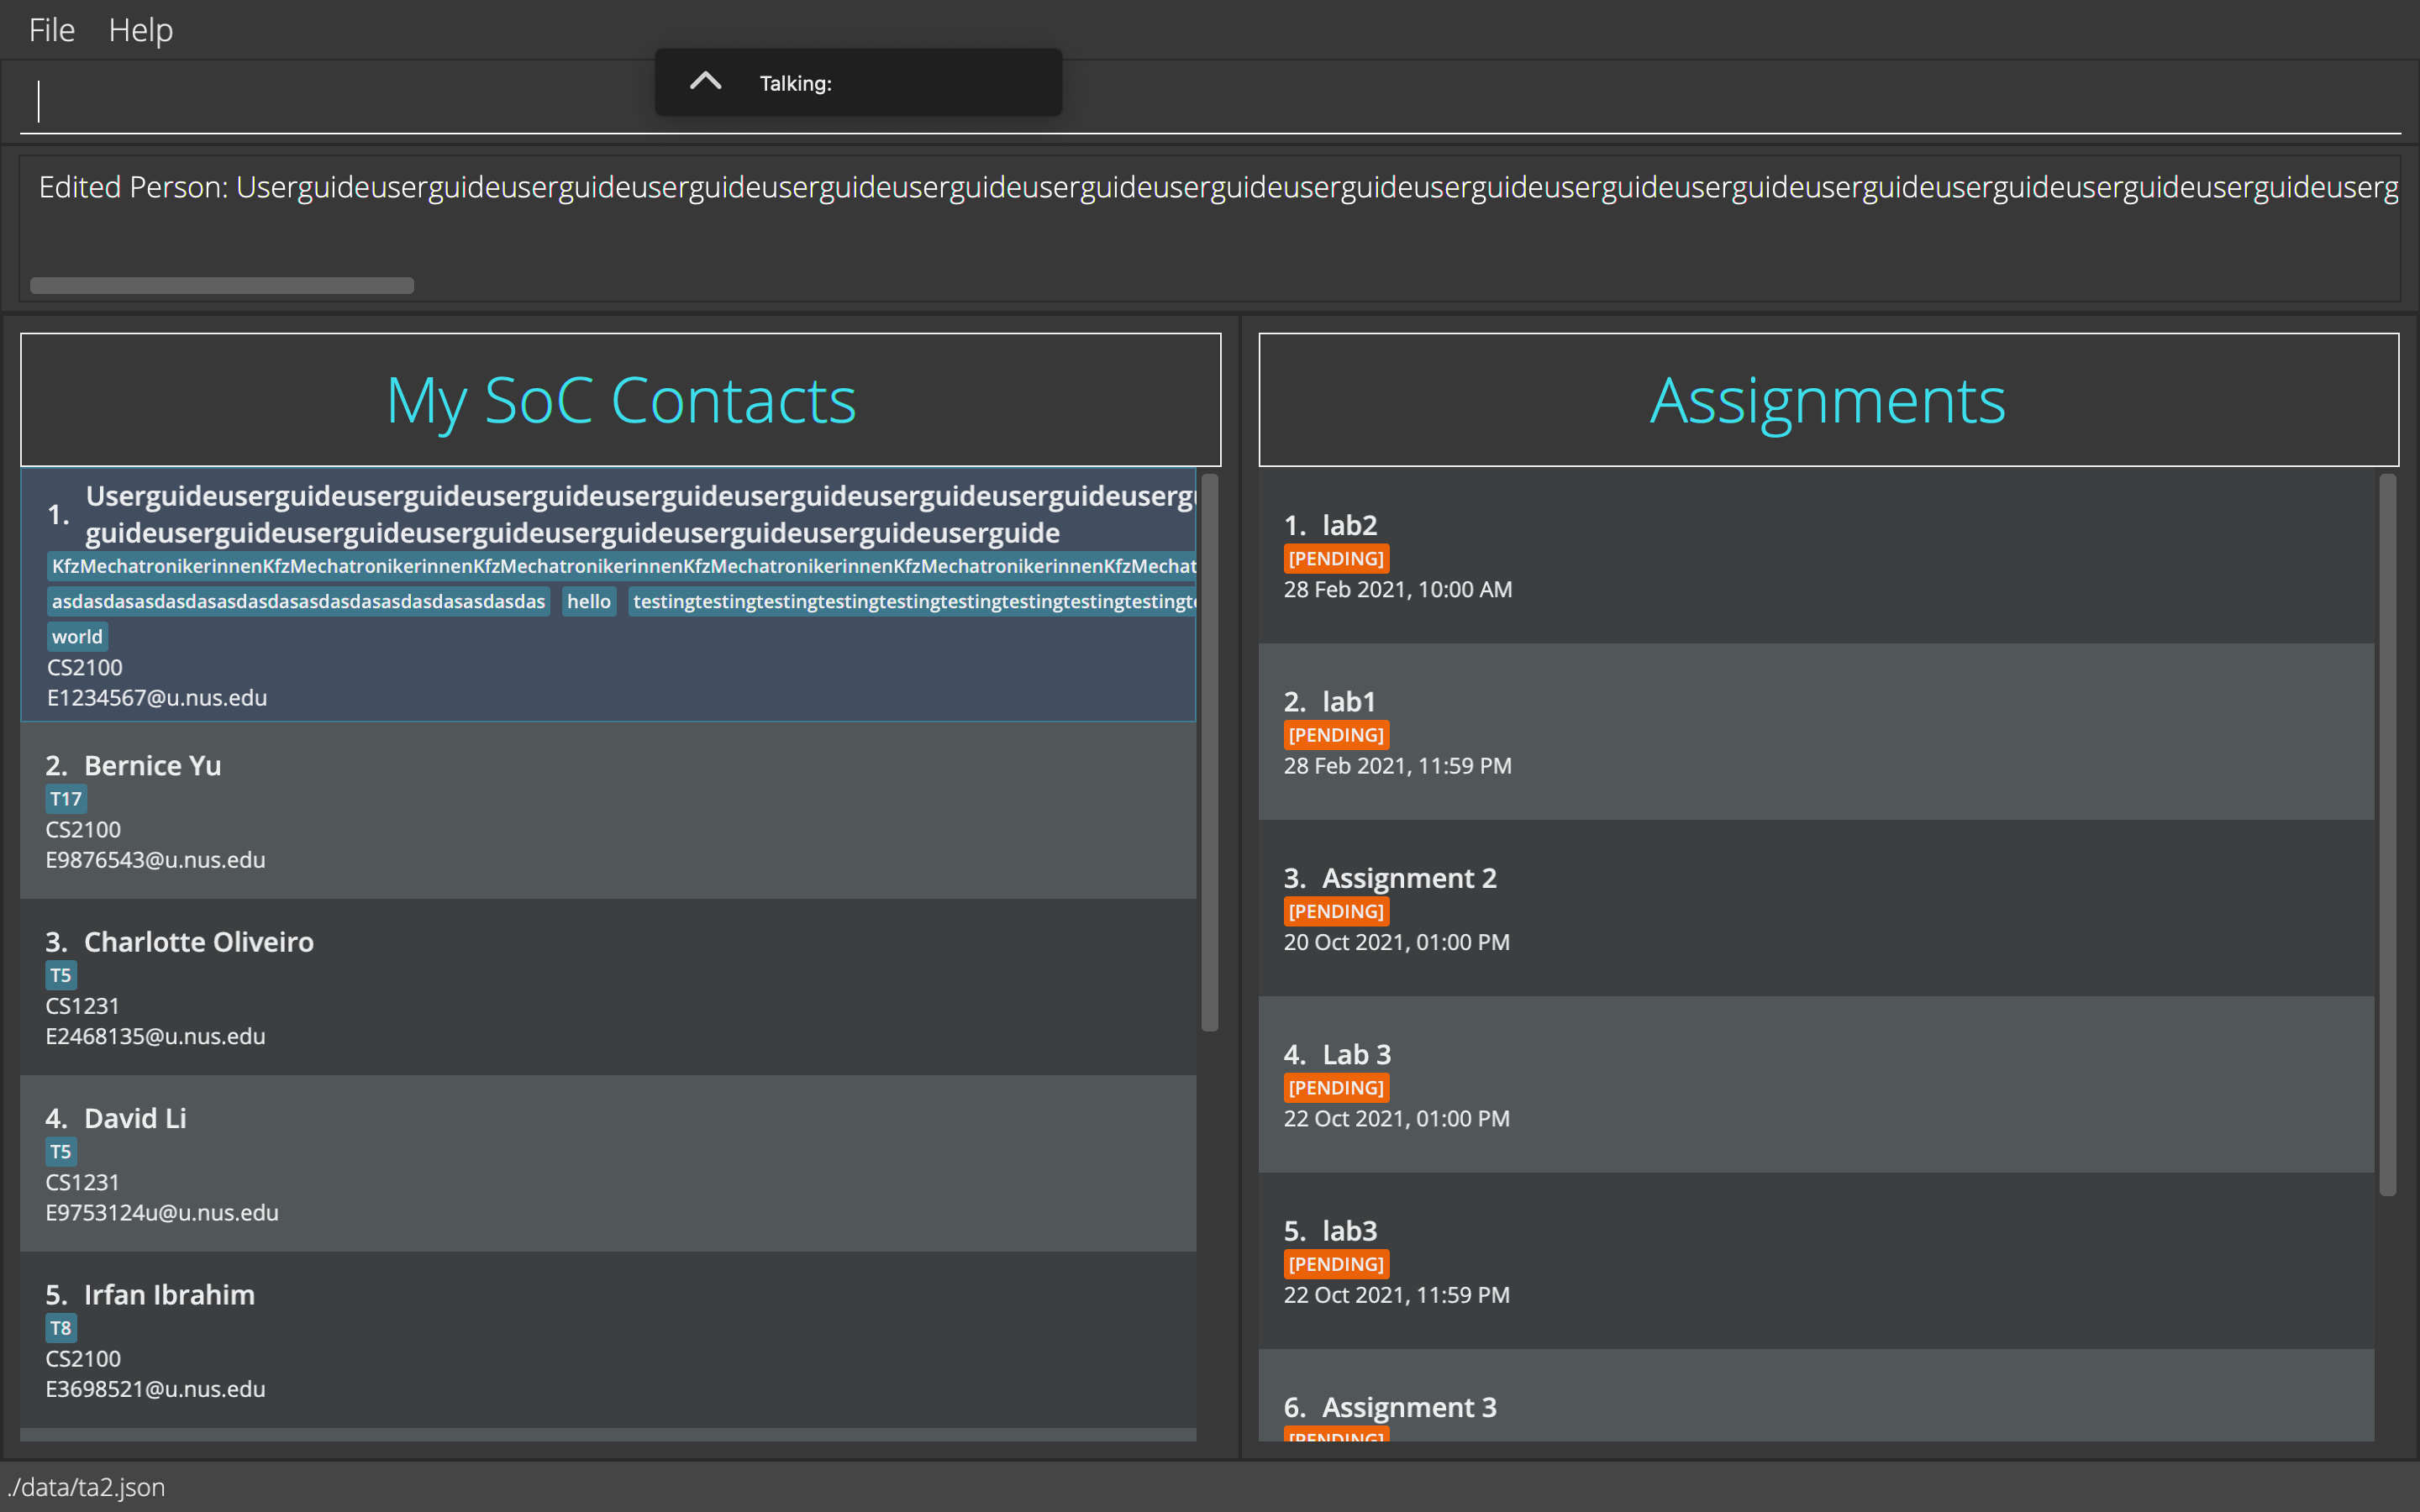 File Help
Talking:
Edited Person: Userguideuserguideuserguideuserguideuserguideuserguideuserguideuserguideuserguideuserguideuserguideuserguideuserguideuserguideuserguideuserguideuserg
My SoC Contacts
1. Userguideuserguideuserguideuserguideuserguideuserguideuserguideuserguideuserg
guideuserguideuserguideuserguideuserguideuserguideuserguideuserguide
KfzMechatronikerinnenKfzMechatronikerinnenKfzMechatronikerinnenKfzMechatronikerinnenKfzMechatronikerinnenKfzMechat
asdasdasasdasdasasdasdasasdasdasasdasdasasdasdas hello testingtestingtestingtestingtestingtestingtestingtestingtestingt
world
CS2100
E1234567@u.nus.edu
2. Bernice Yu
T17
CS2100
E9876543@u.nus.edu
3. Charlotte Oliveiro
T5
CS1231
E2468135@u.nus.edu
4. David Li
T5
CS1231
E9753124u@u.nus.edu
5. Irfan Ibrahim
T8
CS2100
E3698521@u.nus.edu
Assignments
1. lab2
[PENDING]
28 Feb 2021, 10:00 AM
2. lab1
[PENDING]
28 Feb 2021, 11:59 PM
3. Assignment 2
[PENDING]
20 Oct 2021, 01:00 PM
4. Lab 3
[PENDING]
22 Oct 2021, 01:00 PM
5. lab3
[PENDING]
22 Oct 2021, 11:59 PM
6. Assignment 3
[PENDING]
./data/ta2.json